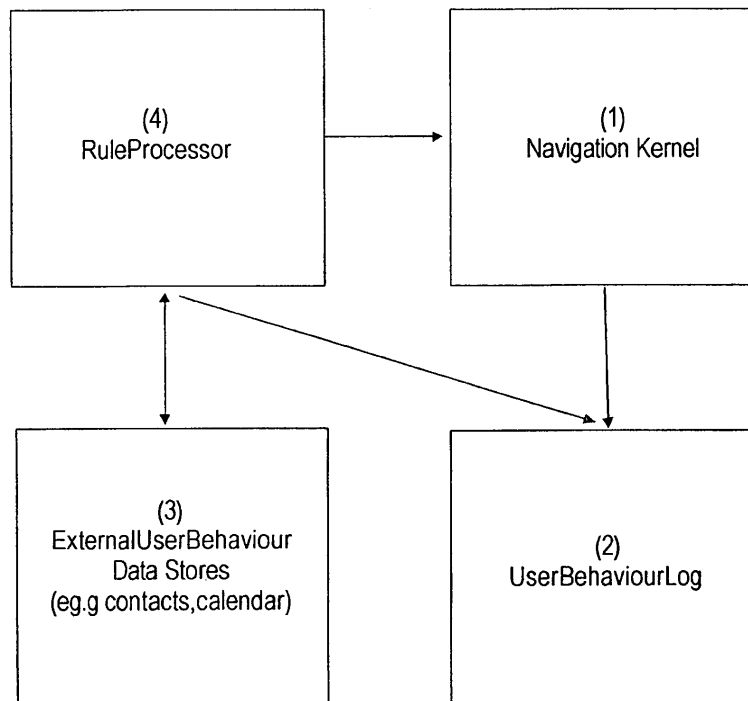 (4)
RuleProcessor
(1)
Navigation Kernel
(3)
ExternalUserBehaviour
Data Stores
(eg.g contacts,calendar)
(2)
UserBehaviourLog